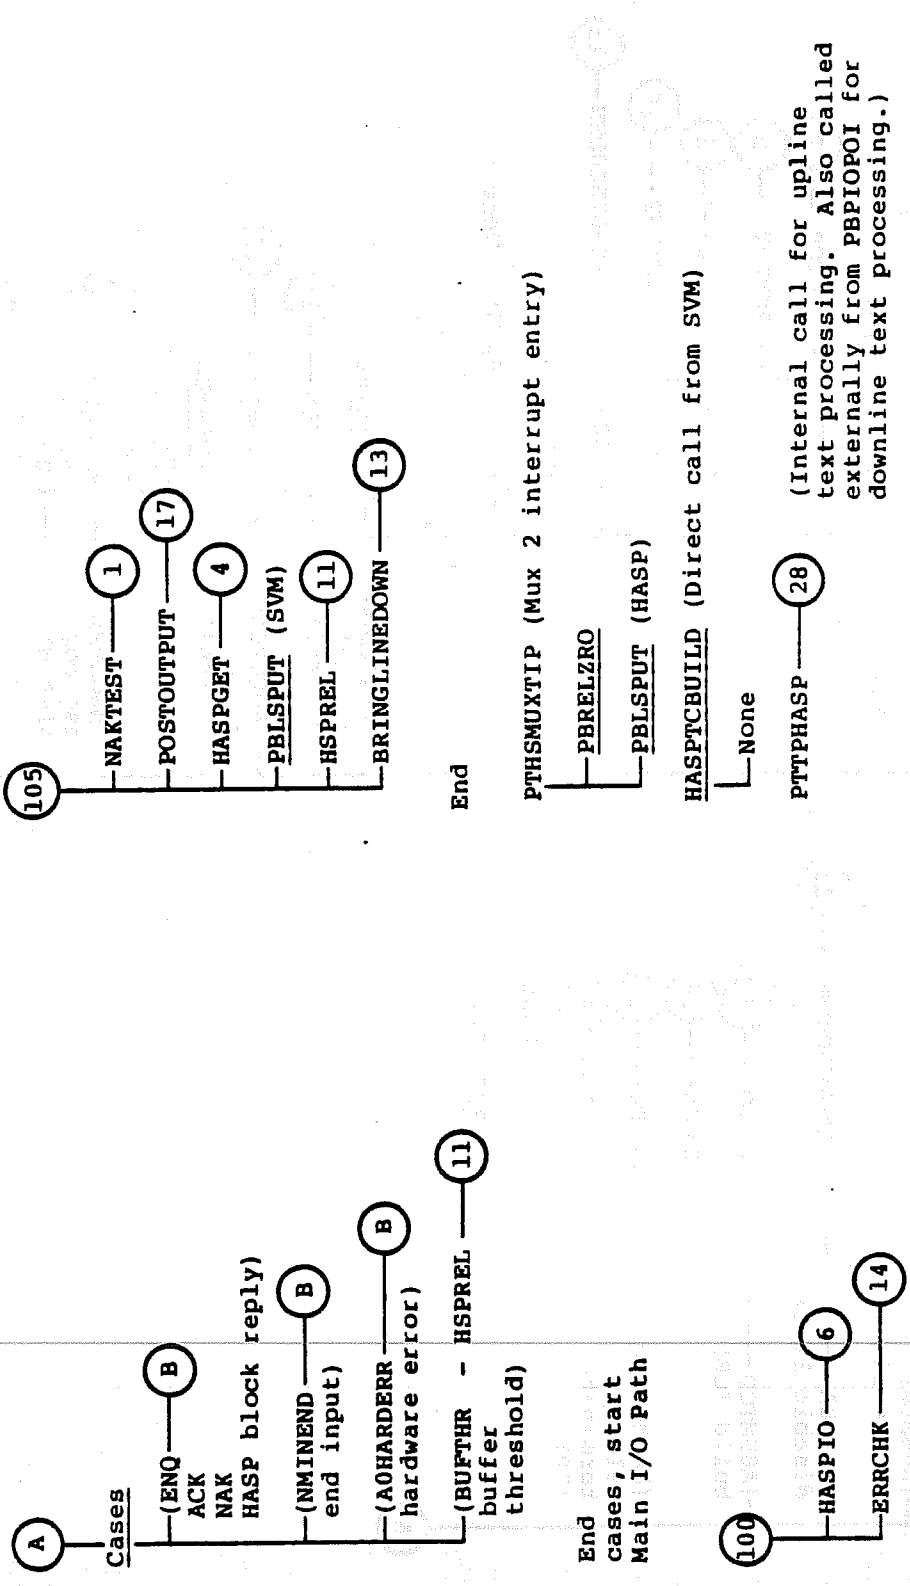 A
Cases
(ENQ B
ACK
NAK
HASP block reply)
(NMINEND B
end input)
(AOHARDERR B
hardware error)
(BUFTHR - HSPREL 11
buffer
threshold)
End
cases, start
Main I/O Path
100
HASPIO 6
ERRCHK 14
105
NAKTEST 1
POSTOUTPUT 17
HASPGET 4
PBLSPUT (SVM)
HSPREL 11
BRINGLINEDOWN 13
End
PTHSMUXTIP (Mux 2 interrupt entry)
PBRELZRO
PBLSPUT (HASP)
HASPTCBUILD (Direct call from SVM)
None
PTTPHASP 28
(Internal call for upline
text processing. Also called
externally from PBPIOPOI for
downline text processing.)